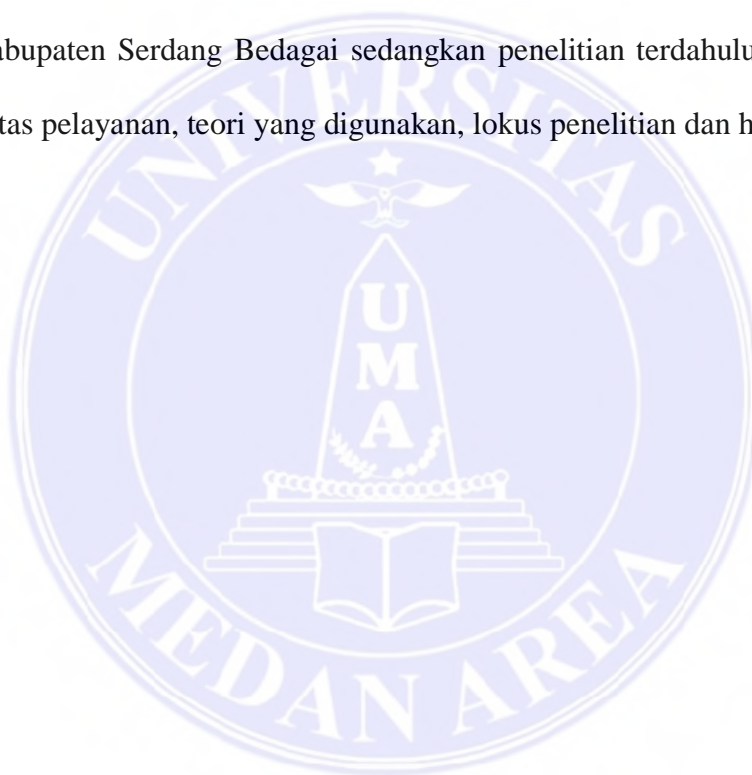 abupaten Serdang Bedagai sedangkan penelitian terdahulu
tas pelayanan, teori yang digunakan, lokus penelitian dan h
UNIVERSITAS
U
M
A
MEDAN AREA